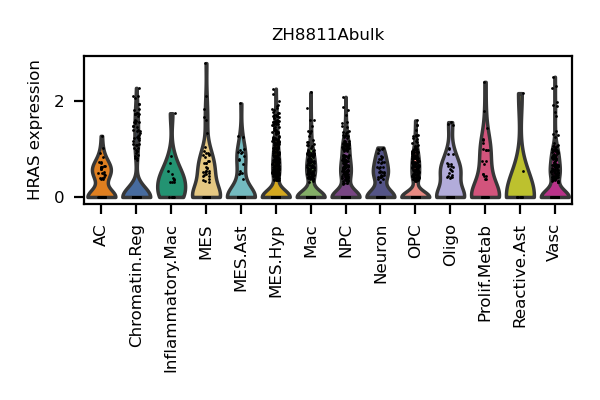 ZH8811Abulk
HRAS expression
2
0
AC
Chromatin.Reg
Inflammatory.Mac
MES
MES.Ast
MES.Hyp
Mac
NPC
Neuron
OPC
Oligo
Prolif.Metab
Reactive.Ast
Vasc